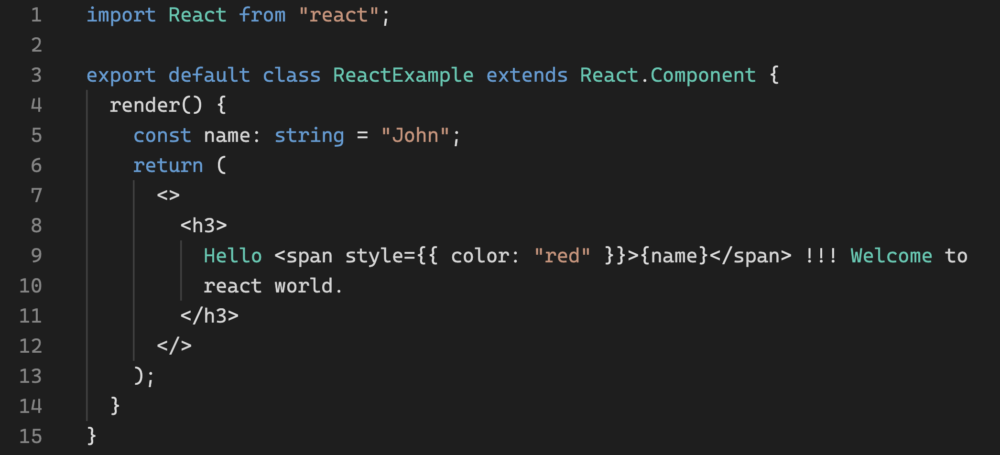 1 import React from "react";
2
3 export default class ReactExample extends React.Component {
4   render() {
5     const name: string = "John";
6     return (
7       <>
8         <h3>
9           Hello <span style={{ color: "red" }}>{name}</span> !!! Welcome to
10           react world.
11         </h3>
12       </>
13     );
14   }
15 }